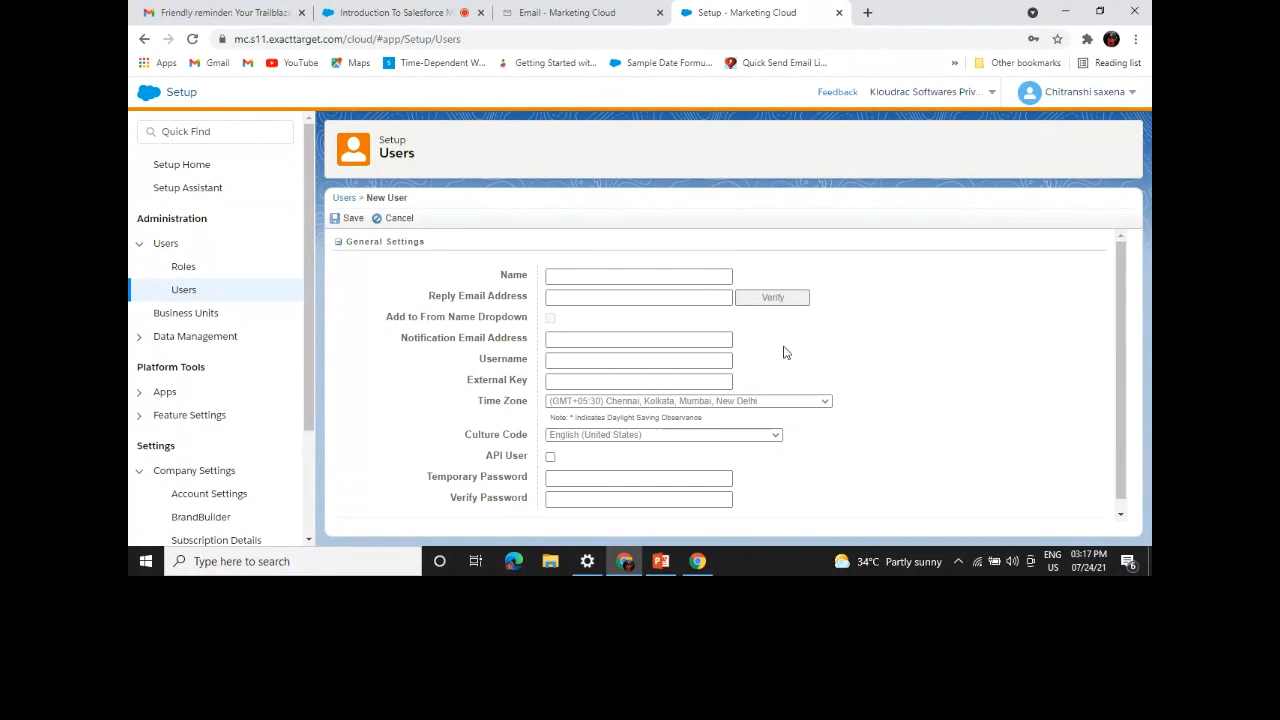 Friendly reminder: Your Trailblaze
Introduction To Salesforce M
Email - Marketing Cloud
Setup - Marketing Cloud
mc.s11.exacttarget.com/cloud/#app/Setup/Users
Apps
Gmail
YouTube
Maps
Time-Dependent W...
Getting Started wit...
Sample Date Formu...
Quick Send Email Li...
»
Other bookmarks
Reading list
Setup
Feedback
Kloudrac Softwares Priv...
Chitranshi saxena
Quick Find
Setup Home
Setup Assistant
Administration
Users
Roles
Users
Business Units
Data Management
Platform Tools
Apps
Feature Settings
Settings
Company Settings
Account Settings
BrandBuilder
Subscription Details
Setup
Users
Users > New User
Save Cancel
General Settings
Name
Reply Email Address Verify
Add to From Name Dropdown
Notification Email Address
Username
External Key
Time Zone (GMT+05:30) Chennai, Kolkata, Mumbai, New Delhi
Note: * Indicates Daylight Saving Observance
Culture Code English (United States)
API User
Temporary Password
Verify Password
Type here to search
34°C Partly sunny
ENG
US
03:17 PM
07/24/21
6